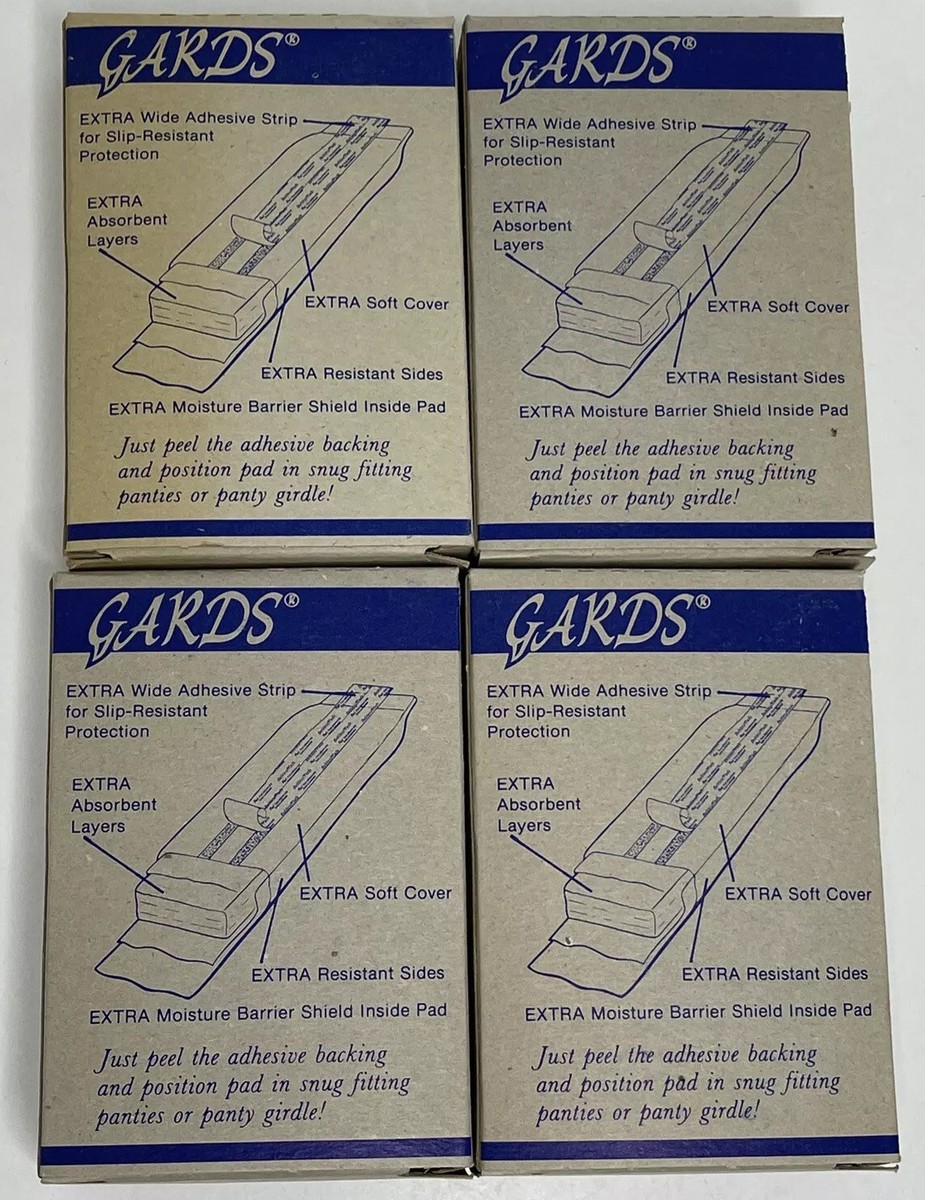 GARDS®
EXTRA Wide Adhesive Strip
for Slip-Resistant
Protection
EXTRA
Absorbent
Layers
EXTRA Soft Cover
EXTRA Resistant Sides
EXTRA Moisture Barrier Shield Inside Pad
Just peel the adhesive backing
and position pad in snug fitting
panties or panty girdle!
GARDS®
EXTRA Wide Adhesive Strip
for Slip-Resistant
Protection
EXTRA
Absorbent
Layers
EXTRA Soft Cover
EXTRA Resistant Sides
EXTRA Moisture Barrier Shield Inside Pad
Just peel the adhesive backing
and position pad in snug fitting
panties or panty girdle!
GARDS®
EXTRA Wide Adhesive Strip
for Slip-Resistant
Protection
EXTRA
Absorbent
Layers
EXTRA Soft Cover
EXTRA Resistant Sides
EXTRA Moisture Barrier Shield Inside Pad
Just peel the adhesive backing
and position pad in snug fitting
panties or panty girdle!
GARDS®
EXTRA Wide Adhesive Strip
for Slip-Resistant
Protection
EXTRA
Absorbent
Layers
EXTRA Soft Cover
EXTRA Resistant Sides
EXTRA Moisture Barrier Shield Inside Pad
Just peel the adhesive backing
and position pad in snug fitting
panties or panty girdle!